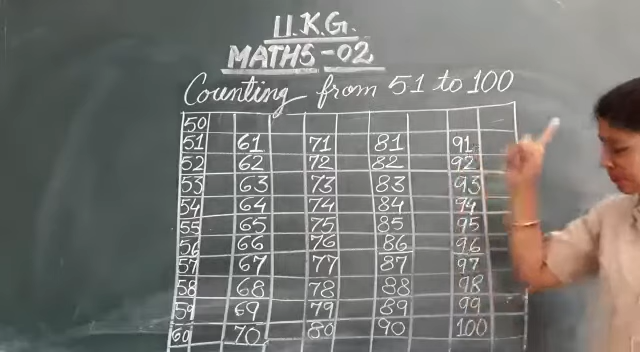 U.K.G.
MATHS-02
Counting from 51 to 100
50
51 61 71 81 91
52 62 72 82 92
53 63 73 83 93
54 64 74 84 94
55 65 75 85 95
56 66 76 86 96
57 67 77 87 97
58 68 78 88 98
59 69 79 89 99
60 70 80 90 100